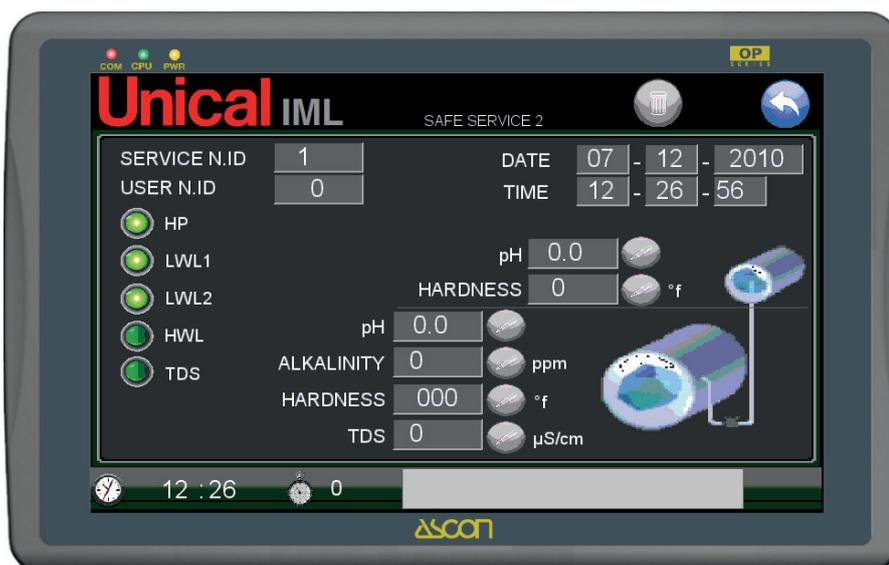 COM CPU PWR
OP
SERIES
Unical IML
SAFE SERVICE 2
SERVICE N.ID 1
USER N.ID 0
DATE 07 - 12 - 2010
TIME 12 - 26 - 56
HP
LWL1
LWL2
HWL
TDS
pH 0.0
HARDNESS 0 °f
pH 0.0
ALKALINITY 0 ppm
HARDNESS 000 °f
TDS 0 µS/cm
12 : 26 0
ASCON